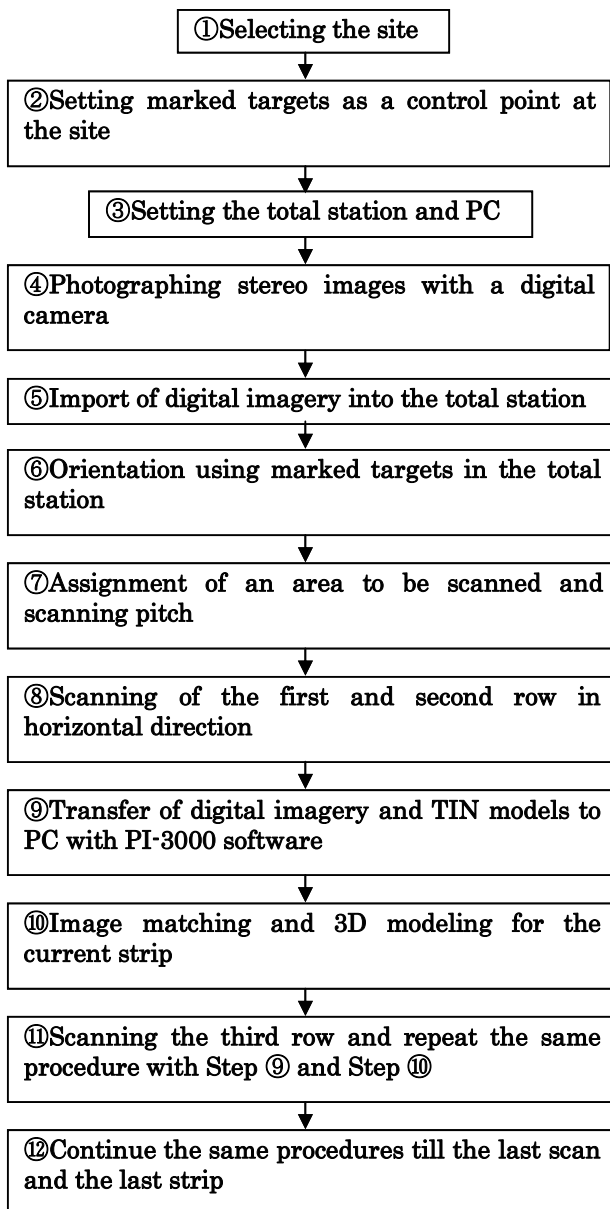 ①Selecting the site
②Setting marked targets as a control point at
the site
③Setting the total station and PC
④Photographing stereo images with a digital
camera
⑤Import of digital imagery into the total station
⑥Orientation using marked targets in the total
station
⑦Assignment of an area to be scanned and
scanning pitch
⑧Scanning of the first and second row in
horizontal direction
⑨Transfer of digital imagery and TIN models to
PC with PI-3000 software
⑩Image matching and 3D modeling for the
current strip
⑪Scanning the third row and repeat the same
procedure with Step ⑨ and Step ⑩
⑫Continue the same procedures till the last scan
and the last strip